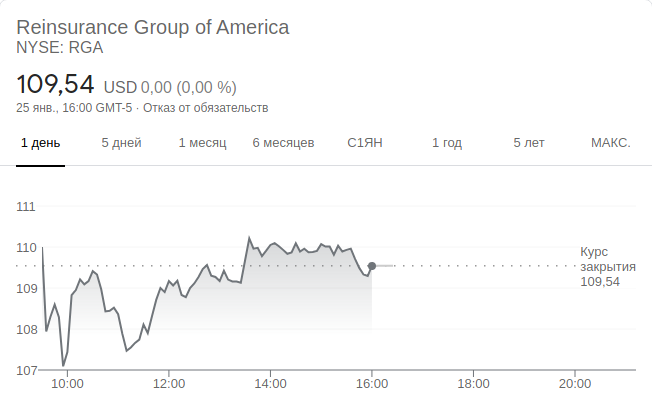 Reinsurance Group of America
NYSE: RGA
109,54 USD 0,00 (0,00 %)
25 янв., 16:00 GMT-5 · Отказ от обязательств
1 день 5 дней 1 месяц 6 месяцев С1ЯН 1 год 5 лет МАКС.
111
110
Курс
закрытия
109,54
109
108
107
10:00 12:00 14:00 16:00 18:00 20:00